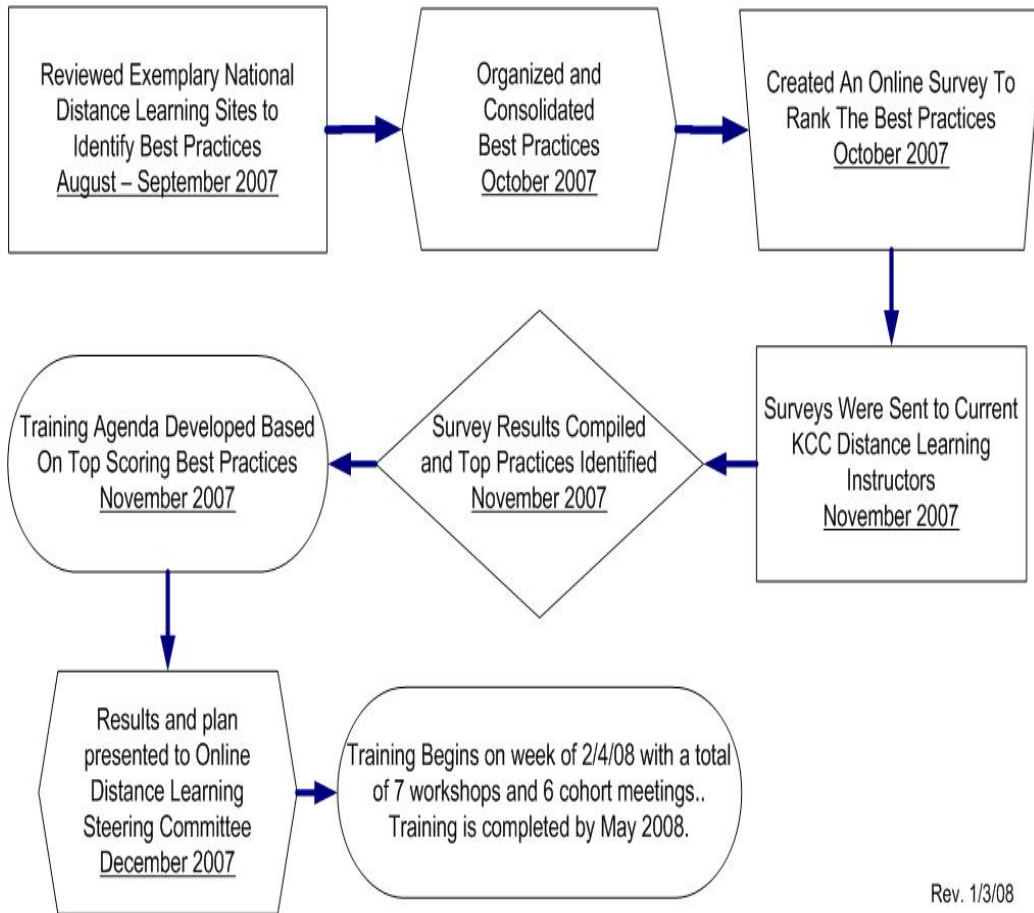 Reviewed Exemplary National
Distance Learning Sites to
Identify Best Practices
August – September 2007
Organized and
Consolidated
Best Practices
October 2007
Created An Online Survey To
Rank The Best Practices
October 2007
Surveys Were Sent to Current
KCC Distance Learning
Instructors
November 2007
Survey Results Compiled
and Top Practices Identified
November 2007
Training Agenda Developed Based
On Top Scoring Best Practices
November 2007
Results and plan
presented to Online
Distance Learning
Steering Committee
December 2007
Training Begins on week of 2/4/08 with a total
of 7 workshops and 6 cohort meetings..
Training is completed by May 2008.
Rev. 1/3/08